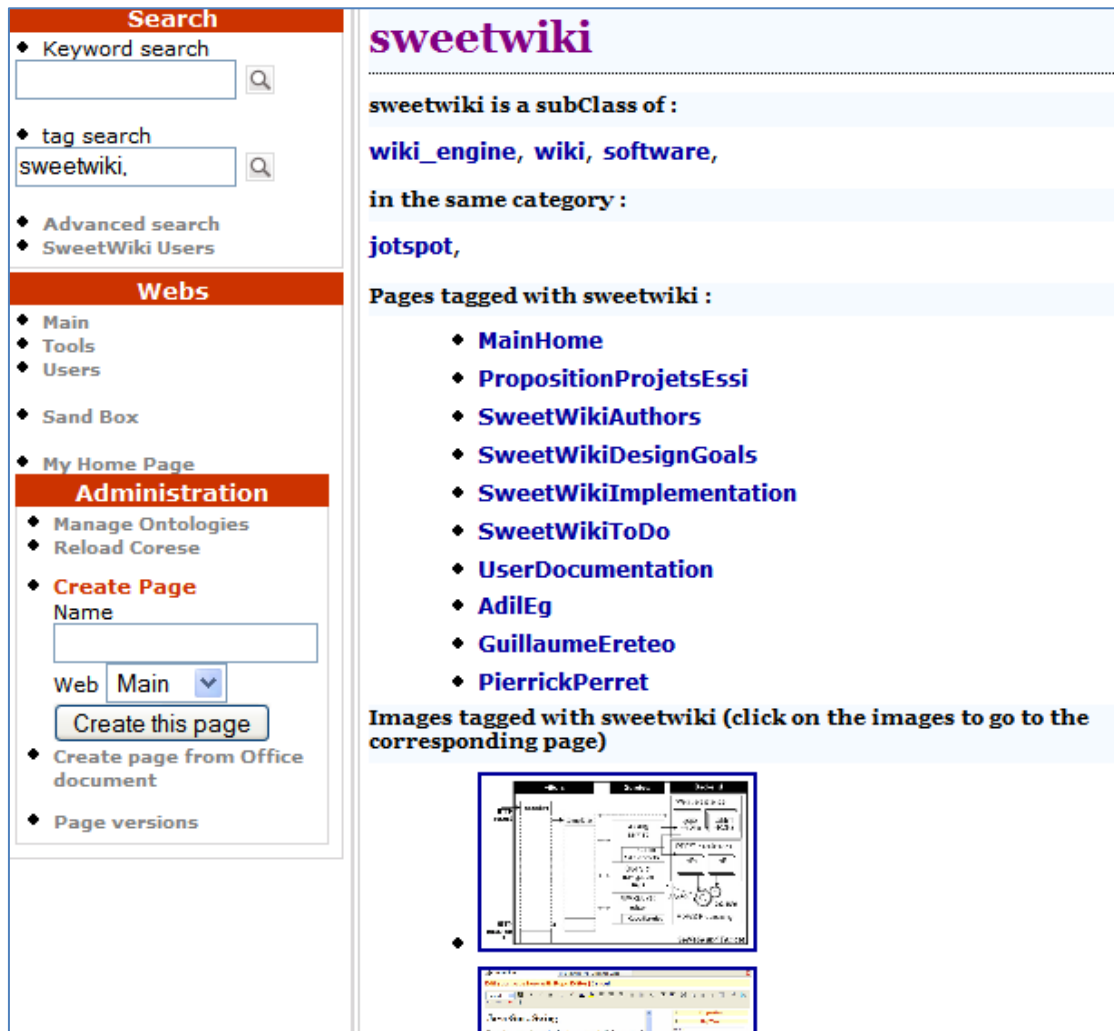 Search
Keyword search
tag search
sweetwiki,
Advanced search
SweetWiki Users
Webs
Main
Tools
Users
Sand Box
My Home Page
Administration
Manage Ontologies
Reload Corese
Create Page
Name
Web Main
Create this page
Create page from Office
document
Page versions
sweetwiki
sweetwiki is a subClass of :
wiki_engine, wiki, software,
in the same category :
jotspot,
Pages tagged with sweetwiki :
MainHome
PropositionProjetsEssi
SweetWikiAuthors
SweetWikiDesignGoals
SweetWikiImplementation
SweetWikiToDo
UserDocumentation
AdilEg
GuillaumeEreteo
PierrickPerret
Images tagged with sweetwiki (click on the images to go to the
corresponding page)